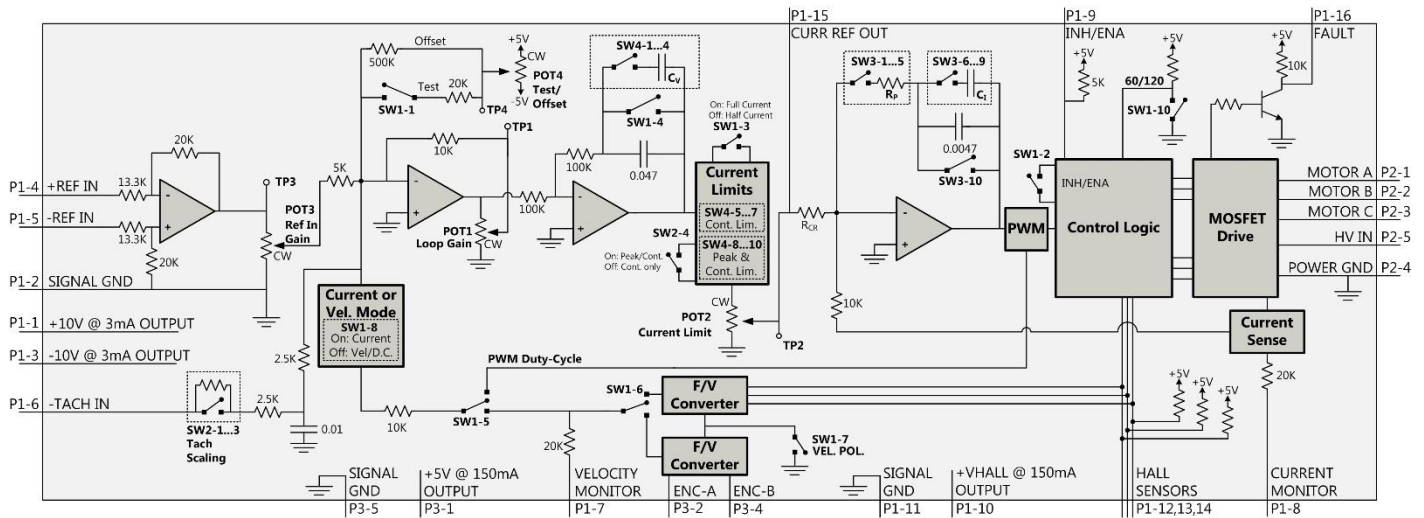 P1-15
CURR REF OUT
P1-9
INH/ENA
P1-16
FAULT
Offset
500K
+5V
CW
-5V
POT4
Test/
Offset
Test
20K
SW1-1
TP4
SW4-1...4
CV
SW1-4
0.047
100K
SW3-1...5
RP
SW3-6...9
CI
0.0047
SW3-10
+5V
5K
+5V
60/120
SW1-10
+5V
10K
On: Full Current
Off: Half Current
SW1-3
TP1
10K
20K
P1-4
+REF IN
13.3K
-
+
P1-5
-REF IN
13.3K
20K
TP3
POT3
Ref In
Gain
CW
5K
-
+
POT1
Loop Gain
CW
100K
-
+
Current
Limits
SW4-5...7
Cont. Lim.
SW4-8...10
Peak &
Cont. Lim.
SW2-4
On: Peak/Cont.
Off: Cont. only
CW
POT2
Current Limit
TP2
RCR
-
+
10K
SW1-2
PWM
INH/ENA
Control Logic
MOSFET
Drive
MOTOR A
P2-1
MOTOR B
P2-2
MOTOR C
P2-3
HV IN
P2-5
POWER GND
P2-4
P1-2
SIGNAL GND
P1-1
+10V @ 3mA OUTPUT
P1-3
-10V @ 3mA OUTPUT
P1-6
-TACH IN
SW2-1...3
Tach
Scaling
2.5K
2.5K
0.01
Current or
Vel. Mode
SW1-8
On: Current
Off: Vel/D.C.
10K
PWM Duty-Cycle
SW1-5
20K
SW1-6
F/V
Converter
F/V
Converter
SW1-7
VEL. POL.
Current
Sense
20K
+5V
+5V
+5V
SIGNAL
GND
P3-5
+5V @ 150mA
OUTPUT
P3-1
VELOCITY
MONITOR
P1-7
ENC-A
P3-2
ENC-B
P3-4
SIGNAL
GND
P1-11
+VHALL @ 150mA
OUTPUT
P1-10
HALL
SENSORS
P1-12,13,14
CURRENT
MONITOR
P1-8